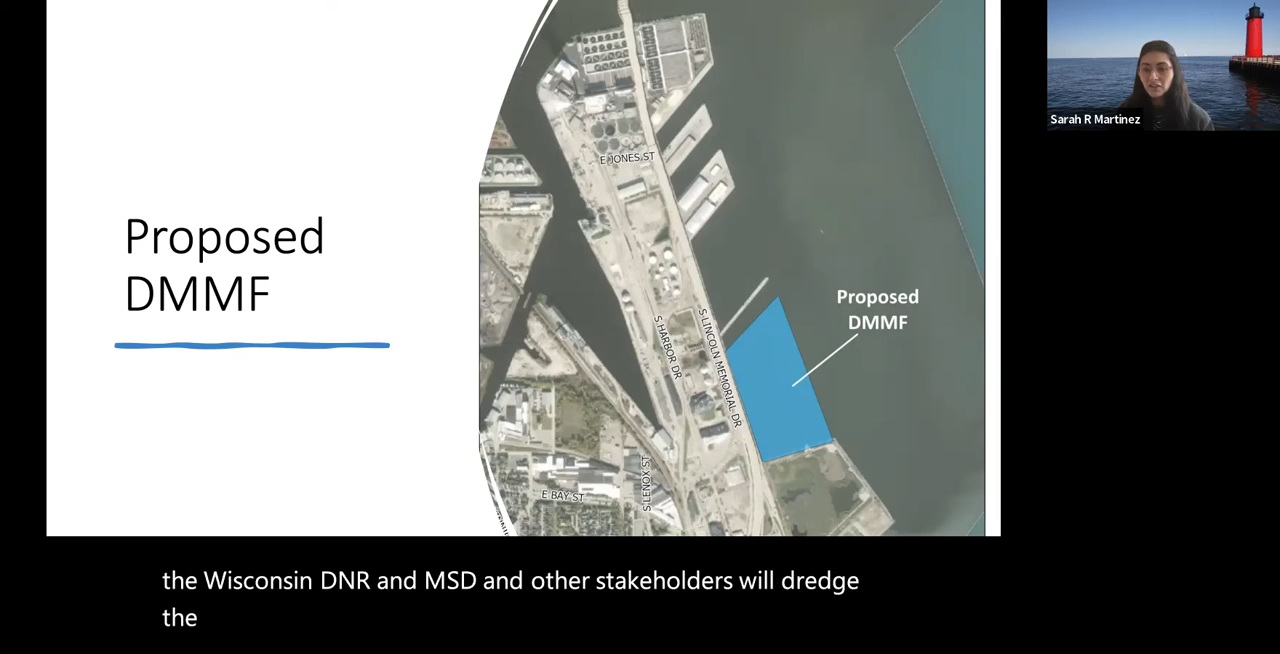 Proposed
DMMF
E JONES ST
S HARBOR DR
S LINCOLN MEMORIAL DR
Proposed
DMMF
S LENOX ST
E BAY ST
Sarah R Martinez
the Wisconsin DNR and MSD and other stakeholders will dredge
the